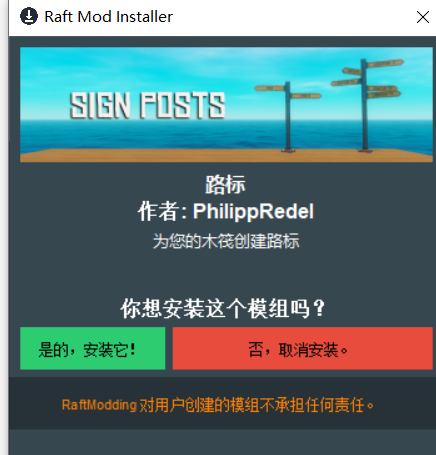 Raft Mod Installer
SIGN POSTS
路标
作者: PhilippRedel
为您的木筏创建路标
你想安装这个模组吗？
是的，安装它！
否，取消安装。
RaftModding 对用户创建的模组不承担任何责任。